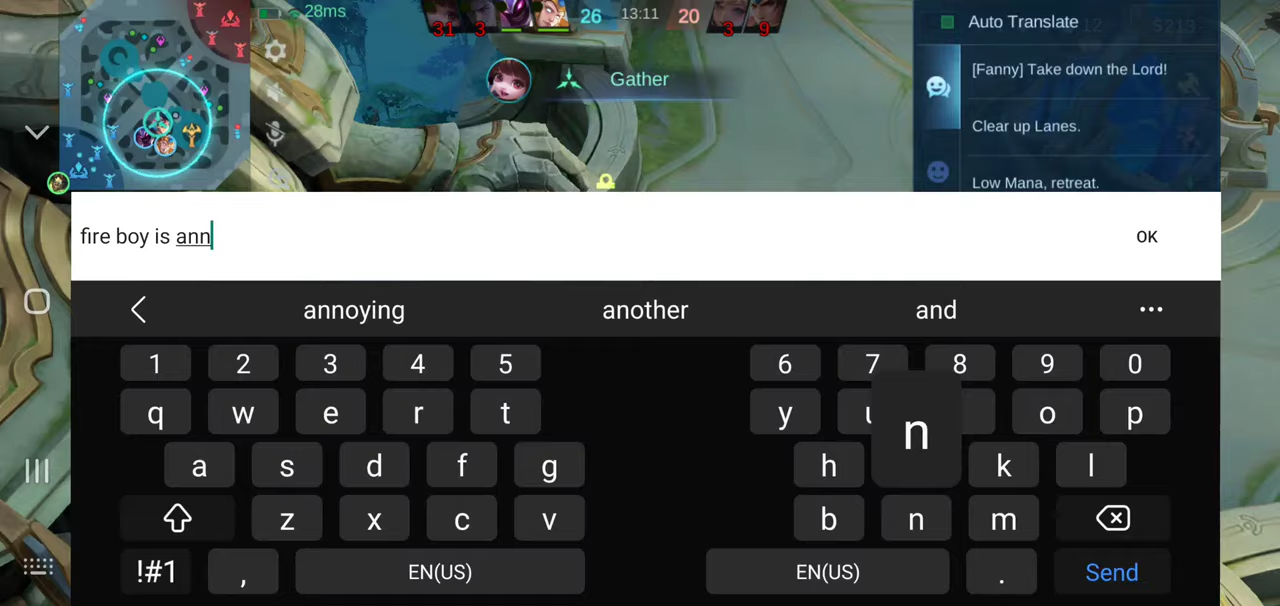 28ms
31 3 26 13:11 20 3 9
Auto Translate
$213
Gather
[Fanny] Take down the Lord!
Clear up Lanes.
Low Mana, retreat.
fire boy is ann
OK
annoying another and
1 2 3 4 5 6 7 8 9 0
q w e r t y u o p
n
a s d f g h k l
z x c v b n m
!#1 , EN(US) EN(US) . Send